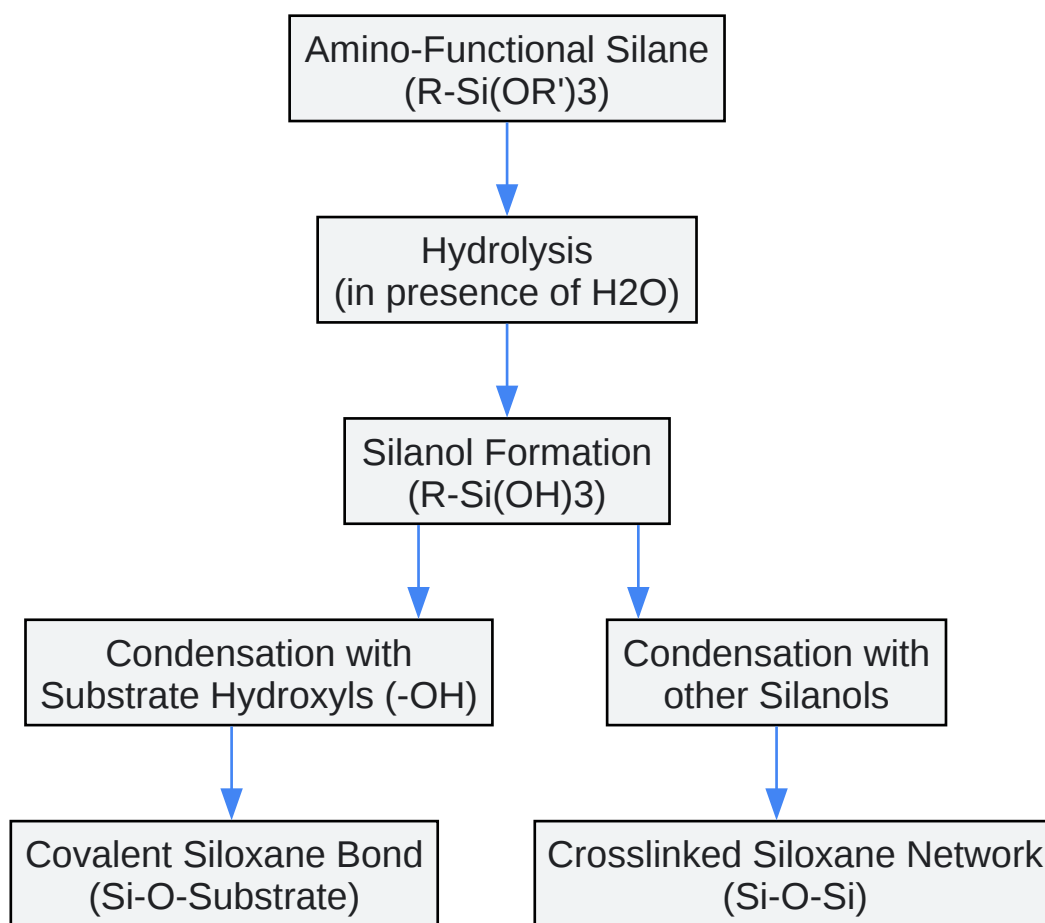 Amino-Functional Silane
(R-Si(OR')3)
Hydrolysis
(in presence of H2O)
Silanol Formation
(R-Si(OH)3)
Condensation with
Substrate Hydroxyls (-OH)
Condensation with
other Silanols
Covalent Siloxane Bond
(Si-O-Substrate)
Crosslinked Siloxane Network
(Si-O-Si)